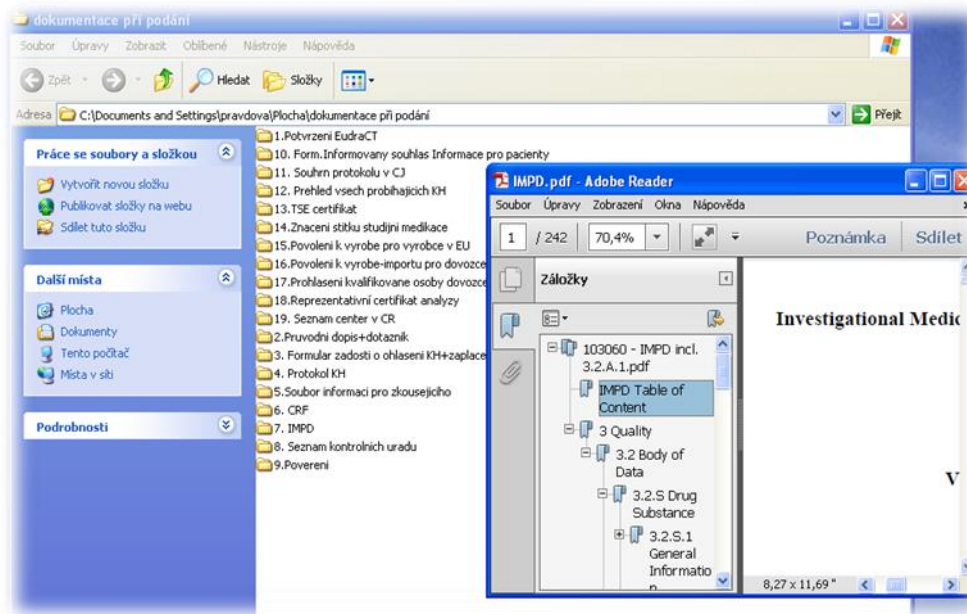 dokumentace při podání
Soubor Úpravy Zobrazit Oblíbené Nástroje Nápověda
Zpět Hledat Složky
Adresa C:\Documents and Settings\pravdova\Plocha\dokumentace při podání Přejít
Práce se soubory a složkou
Vytvořit novou složku
Publikovat složky na webu
Sdílet tuto složku
Další místa
Plocha
Dokumenty
Tento počítač
Místa v síti
Podrobnosti
1.Potvrzeni EudraCT
10. Form.Informovany souhlas Informace pro pacienty
11. Souhrn protokolu v CJ
12. Prehled vsech probihajicich KH
13.TSE certifikat
14.Znaceni stitku studijni medikace
15.Povoleni k vyrobe pro vyrobce v EU
16.Povoleni k vyrobe-importu pro dovozce
17.Prohlaseni kvalifikovane osoby dovozce
18.Reprezentativni certifikat analyzy
19. Seznam center v CR
2.Pruvodni dopis+dotaznik
3. Formular zadosti o ohlaseni KH+zaplace
4. Protokol KH
5.Soubor informaci pro zkousejiciho
6. CRF
7. IMPD
8. Seznam kontrolnich uradu
9.Povereni
IMPD.pdf - Adobe Reader
Soubor Úpravy Zobrazení Okna Nápověda
1 / 242 70,4% Poznámka Sdílet
Záložky
103060 - IMPD incl.
3.2.A.1.pdf
IMPD Table of
Content
3 Quality
3.2 Body of
Data
3.2.S Drug
Substance
3.2.S.1
General
Informatio
n
Investigational Medic
V
8,27 x 11,69 "